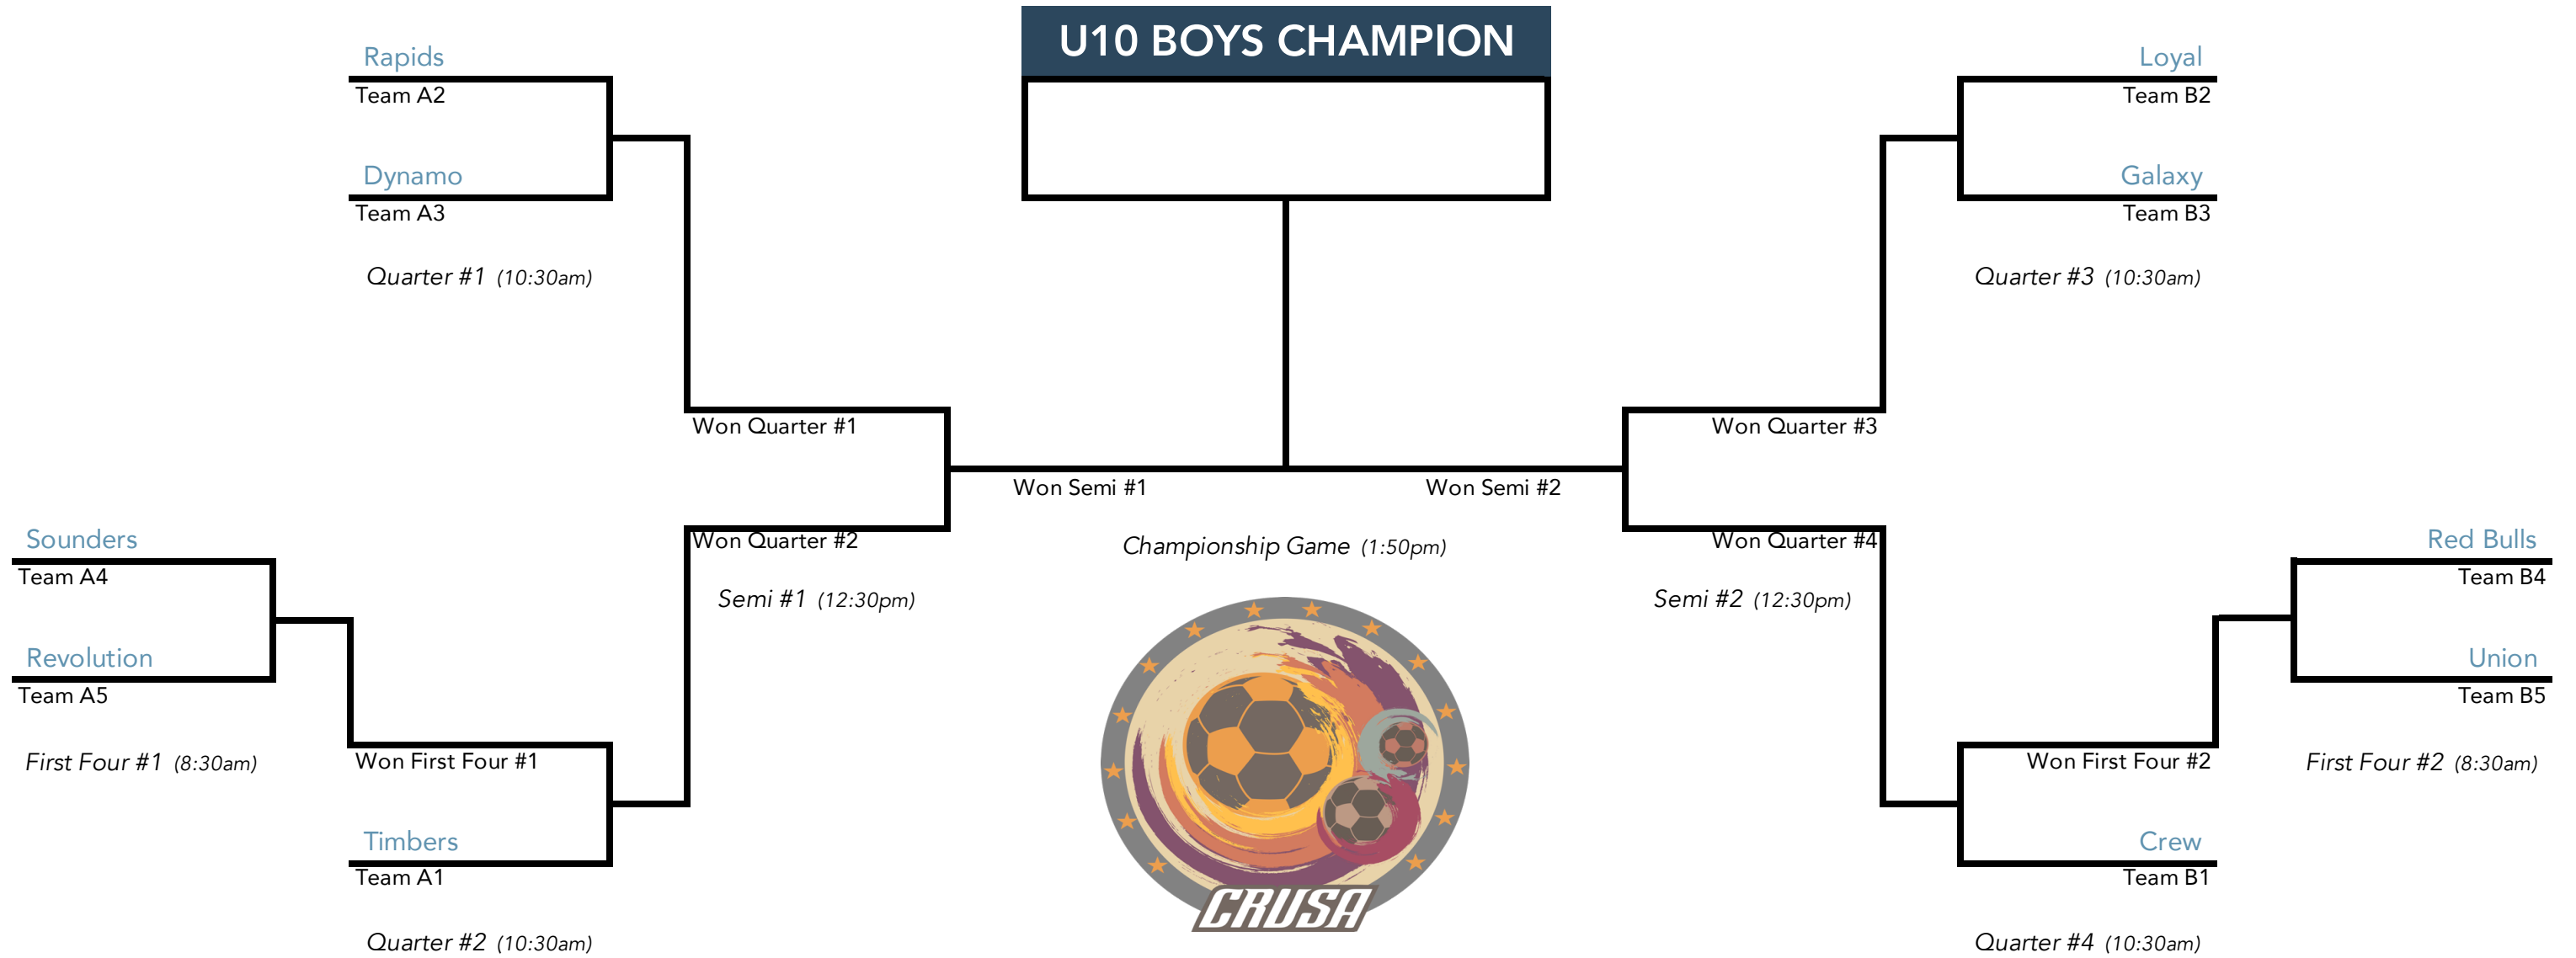 U10 BOYS CHAMPION
Rapids
Team A2
Dynamo
Team A3
Quarter #1 (10:30am)
Won Quarter #1
Sounders
Team A4
Revolution
Team A5
First Four #1 (8:30am)
Won First Four #1
Timbers
Team A1
Quarter #2 (10:30am)
Won Quarter #2
Semi #1 (12:30pm)
Won Semi #1
Won Semi #2
Championship Game (1:50pm)
CRUSA
Loyal
Team B2
Galaxy
Team B3
Quarter #3 (10:30am)
Won Quarter #3
Won Quarter #4
Semi #2 (12:30pm)
Red Bulls
Team B4
Union
Team B5
First Four #2 (8:30am)
Won First Four #2
Crew
Team B1
Quarter #4 (10:30am)